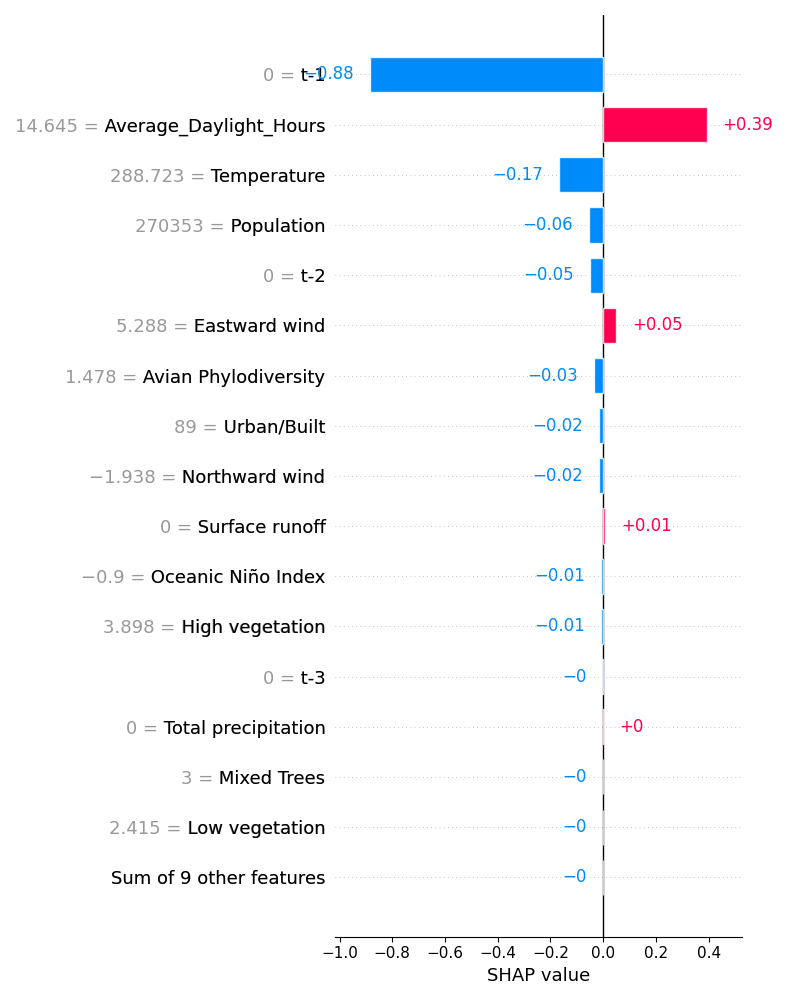 0 = t-1 −0.88
14.645 = Average_Daylight_Hours +0.39
288.723 = Temperature −0.17
270353 = Population −0.06
0 = t-2 −0.05
5.288 = Eastward wind +0.05
1.478 = Avian Phylodiversity −0.03
89 = Urban/Built −0.02
−1.938 = Northward wind −0.02
0 = Surface runoff +0.01
−0.9 = Oceanic Niño Index −0.01
3.898 = High vegetation −0.01
0 = t-3 −0
0 = Total precipitation +0
3 = Mixed Trees −0
2.415 = Low vegetation −0
Sum of 9 other features −0
−1.0 −0.8 −0.6 −0.4 −0.2 0.0 0.2 0.4
SHAP value